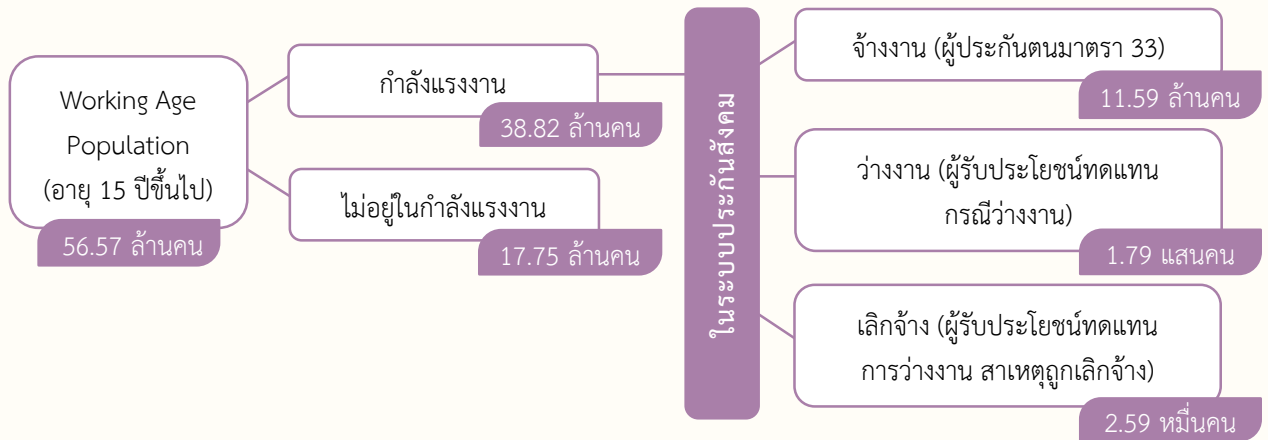 Working Age
Population
(อายุ 15 ปีขึ้นไป)
56.57 ล้านคน
กำลังแรงงาน
38.82 ล้านคน
ไม่อยู่ในกำลังแรงงาน
17.75 ล้านคน
ในระบบประกันสังคม
จ้างงาน (ผู้ประกันตนมาตรา 33)
11.59 ล้านคน
ว่างงาน (ผู้รับประโยชน์ทดแทน
กรณีว่างงาน)
1.79 แสนคน
เลิกจ้าง (ผู้รับประโยชน์ทดแทน
การว่างงาน สาเหตุถูกเลิกจ้าง)
2.59 หมื่นคน